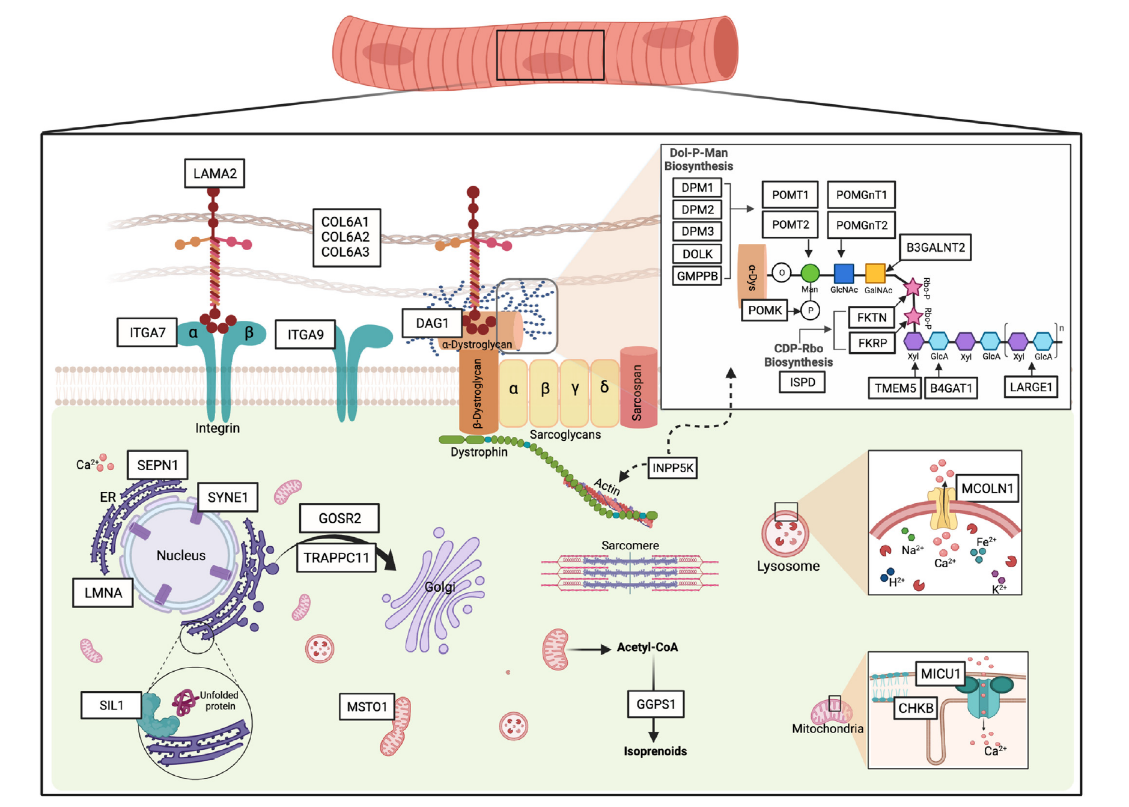 LAMA2
COL6A1
COL6A2
COL6A3
ITGA7
α
β
ITGA9
Integrin
DAG1
α-Dystroglycan
β-Dystroglycan
α
β
γ
δ
Sarcospan
Sarcoglycans
Dystrophin
Actin
INPP5K
Dol-P-Man
Biosynthesis
DPM1
DPM2
DPM3
DOLK
GMPPB
POMT1
POMT2
POMGnT1
POMGnT2
B3GALNT2
α-Dys
O
Man
GlcNAc
GalNAc
Rbo-P
Rbo-P
P
POMK
FKTN
FKRP
CDP-Rbo
Biosynthesis
ISPD
Xyl
GlcA
Xyl
GlcA
Xyl
GlcA
n
TMEM5
B4GAT1
LARGE1
Ca²⁺
SEPN1
ER
SYNE1
Nucleus
LMNA
GOSR2
TRAPPC11
Golgi
Sarcomere
Lysosome
MCOLN1
Na²⁺
Ca²⁺
Fe²⁺
H²⁺
K²⁺
SIL1
Unfolded
protein
MSTO1
Acetyl-CoA
GGPS1
Isoprenoids
Mitochondria
MICU1
CHKB
Ca²⁺